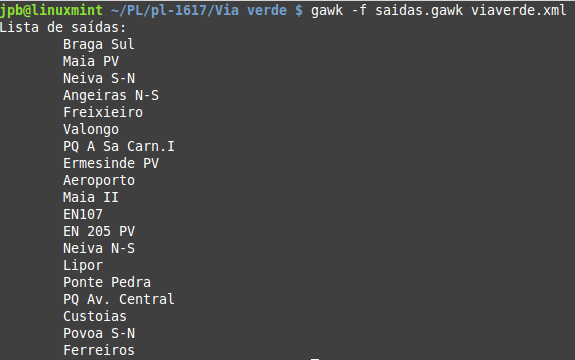 jpb@linuxmint ~/PL/pl-1617/Via verde $ gawk -f saidas.gawk viaverde.xml
Lista de saídas:
Braga Sul
Maia PV
Neiva S-N
Angeiras N-S
Freixieiro
Valongo
PQ A Sa Carn.I
Ermesinde PV
Aeroporto
Maia II
EN107
EN 205 PV
Neiva N-S
Lipor
Ponte Pedra
PQ Av. Central
Custoias
Povoa S-N
Ferreiros